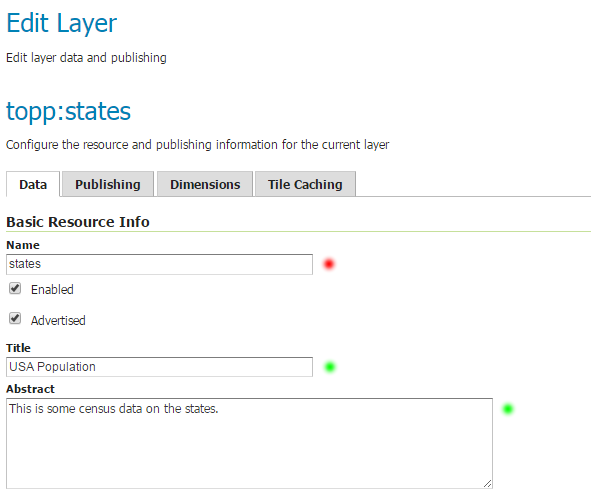 Edit Layer
Edit layer data and publishing
topp:states
Configure the resource and publishing information for the current layer
Data Publishing Dimensions Tile Caching
Basic Resource Info
Name
states
Enabled
Advertised
Title
USA Population
Abstract
This is some census data on the states.